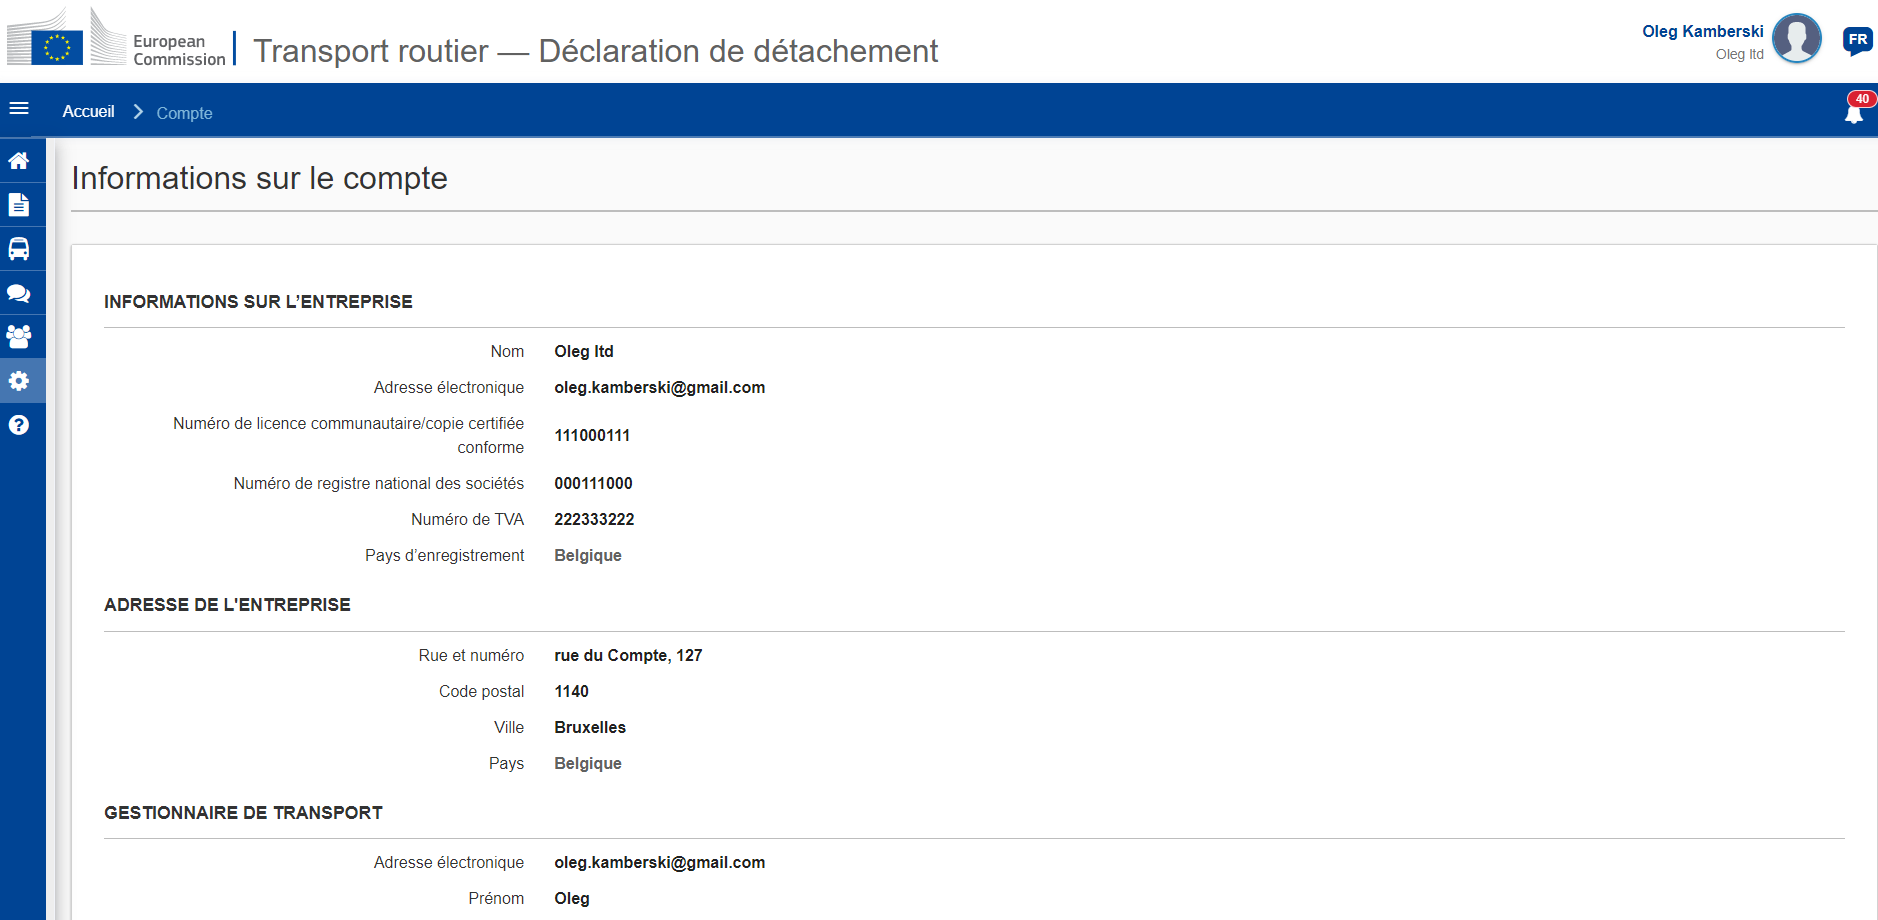 European
Commission
Transport routier — Déclaration de détachement
Oleg Kamberski
Oleg ltd
FR
Accueil
Compte
40
Informations sur le compte
INFORMATIONS SUR L’ENTREPRISE
Nom Oleg ltd
Adresse électronique oleg.kamberski@gmail.com
Numéro de licence communautaire/copie certifiée
conforme 111000111
Numéro de registre national des sociétés 000111000
Numéro de TVA 222333222
Pays d’enregistrement Belgique
ADRESSE DE L'ENTREPRISE
Rue et numéro rue du Compte, 127
Code postal 1140
Ville Bruxelles
Pays Belgique
GESTIONNAIRE DE TRANSPORT
Adresse électronique oleg.kamberski@gmail.com
Prénom Oleg